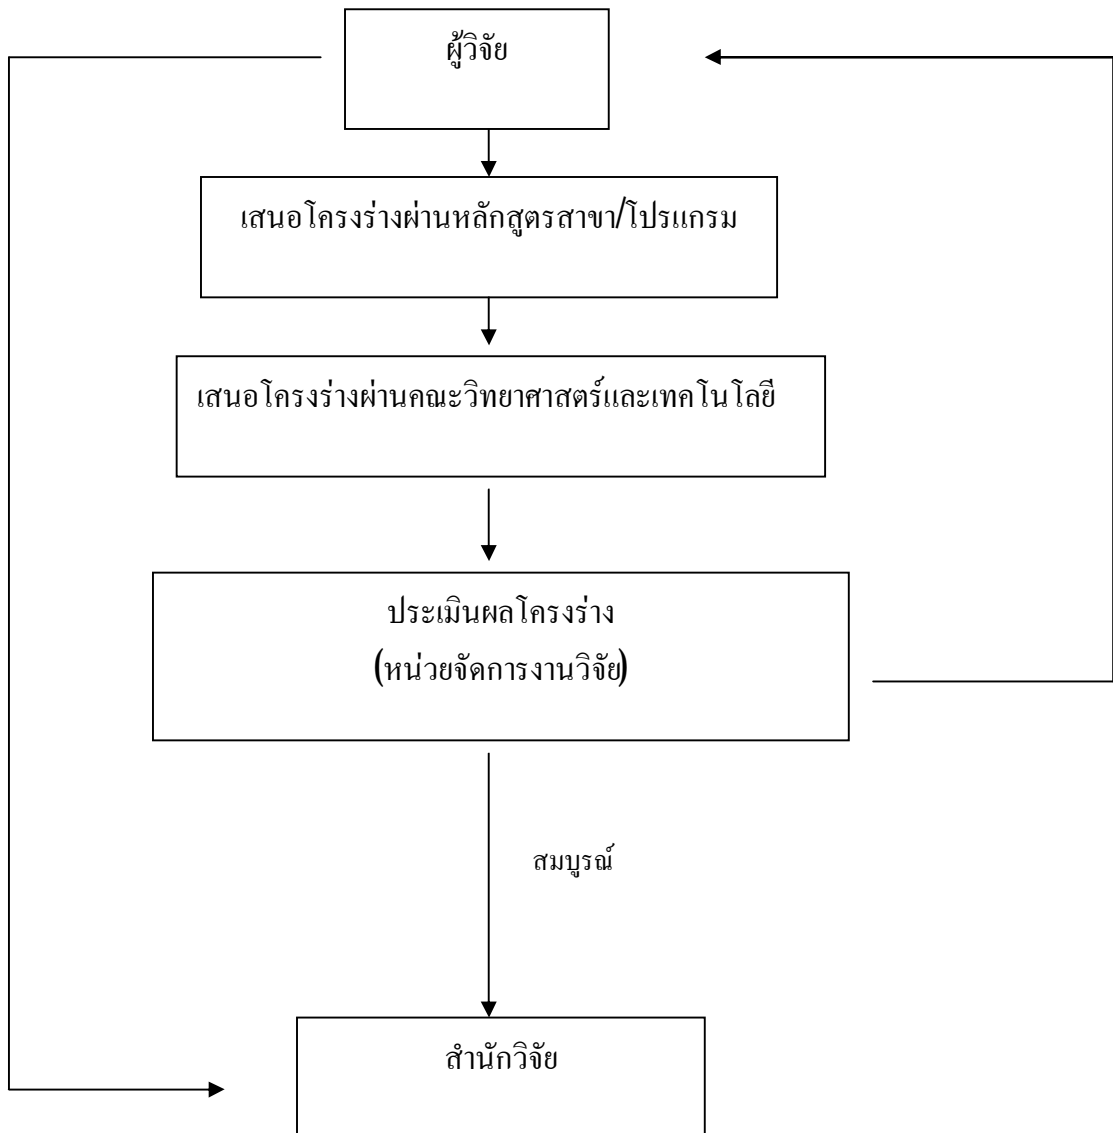 ผู้วิจัย
เสนอโครงร่างผ่านหลักสูตรสาขา/โปรแกรม
เสนอโครงร่างผ่านคณะวิทยาศาสตร์และเทคโนโลยี
ประเมินผลโครงร่าง
(หน่วยจัดการงานวิจัย)
สมบูรณ์
สำนักวิจัย